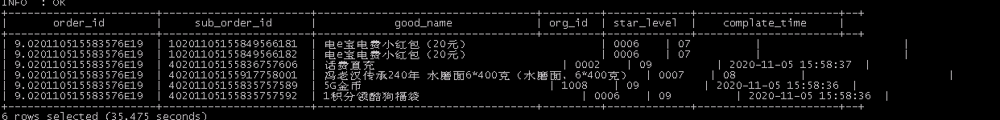 INFO  : OK
| order_id | sub_order_id | good_name | org_id | star_level | complate_time |
| 9.020110515583576E19 | 10201105155849566181 | 电e宝电费小红包（20元） | 0006 | 07 | |
| 9.020110515583576E19 | 10201105155849566182 | 电e宝电费小红包（20元） | 0006 | 07 | |
| 9.020110515583576E19 | 40201105155836757606 | 话费直充 | 0002 | 09 | 2020-11-05 15:58:37 |
| 9.020110515583576E19 | 40201105155917758001 | 冯老汉传承240年 水磨面6*400克（水磨面，6*400克） | 0007 | 08 | |
| 9.020110515583576E19 | 40201105155835757589 | 5G金币 | 1008 | 09 | 2020-11-05 15:58:36 |
| 9.020110515583576E19 | 40201105155835757592 | 1积分领酷狗福袋 | 0006 | 09 | 2020-11-05 15:58:36 |
6 rows selected (35.475 seconds)